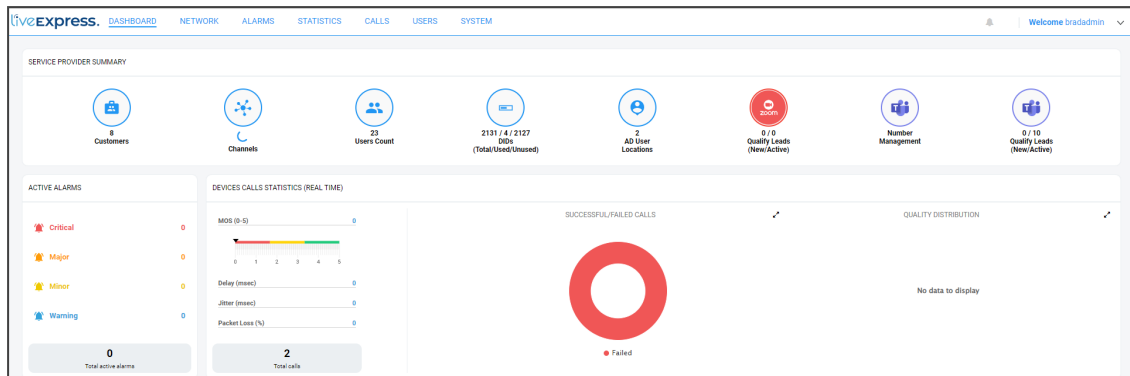 liveExpress. DASHBOARD NETWORK ALARMS STATISTICS CALLS USERS SYSTEM Welcome bradadmin
SERVICE PROVIDER SUMMARY
8
Customers
Channels
23
Users Count
2131 / 4 / 2127
DIDs
(Total/Used/Unused)
2
AD User
Locations
zoom
0 / 0
Qualify Leads
(New/Active)
Number
Management
0 / 10
Qualify Leads
(New/Active)
ACTIVE ALARMS
Critical 0
Major 0
Minor 0
Warning 0
0
Total active alarms
DEVICES CALLS STATISTICS (REAL TIME)
MOS (0-5) 0
0 1 2 3 4 5
Delay (msec) 0
Jitter (msec) 0
Packet Loss (%) 0
2
Total calls
SUCCESSFUL/FAILED CALLS
Failed
QUALITY DISTRIBUTION
No data to display